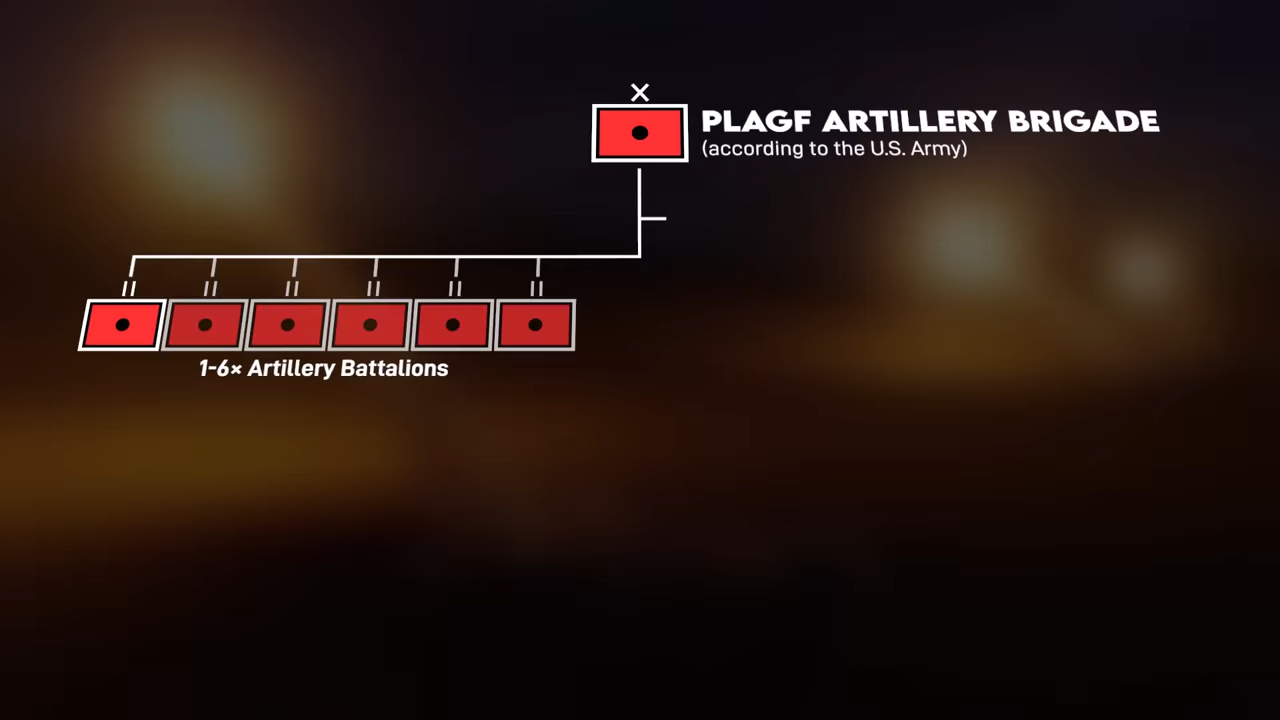 PLAGF ARTILLERY BRIGADE
(according to the U.S. Army)
1-6× Artillery Battalions